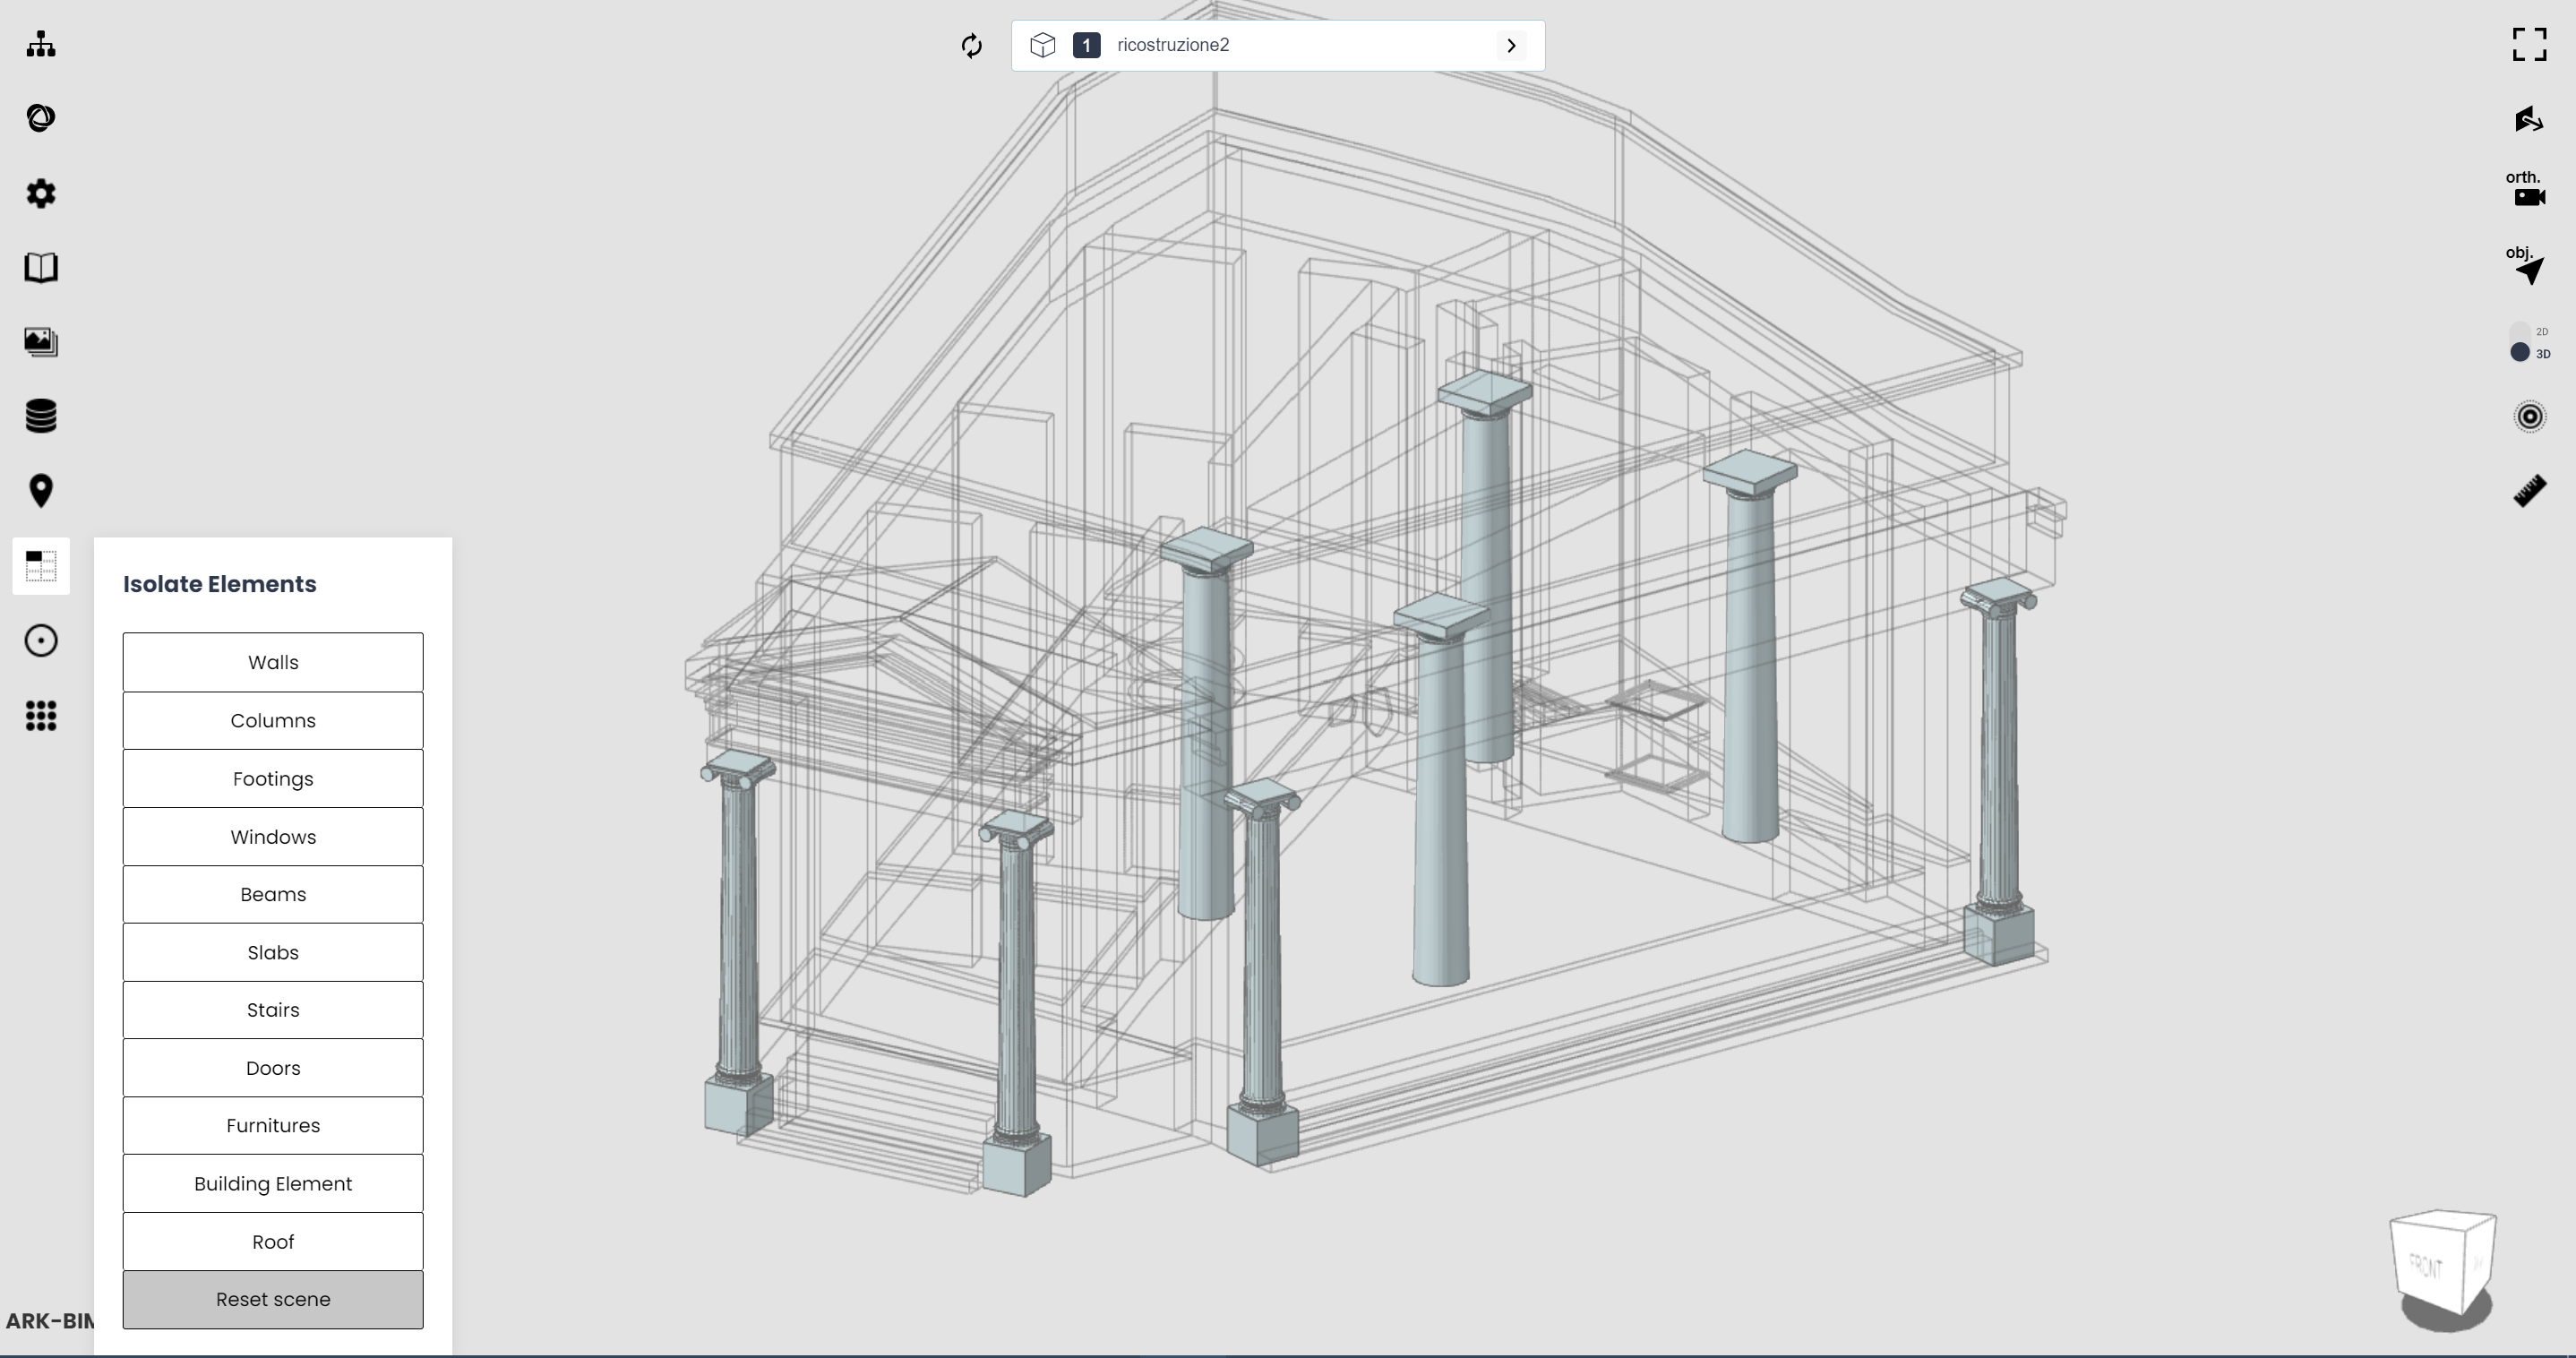 1 ricostruzione2
orth.
obj.
2D
3D
Isolate Elements
Walls
Columns
Footings
Windows
Beams
Slabs
Stairs
Doors
Furnitures
Building Element
Roof
Reset scene
ARK-BIM
FRONT